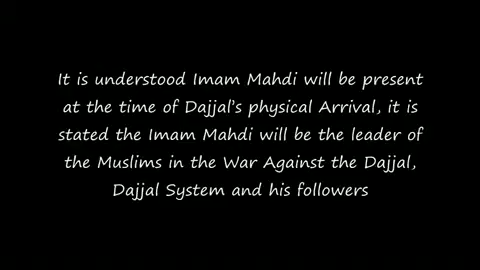 It is understood Imam Mahdi will be present
at the time of Dajjal's physical Arrival, it is
stated the Imam Mahdi will be the leader of
the Muslims in the War Against the Dajjal,
Dajjal System and his followers